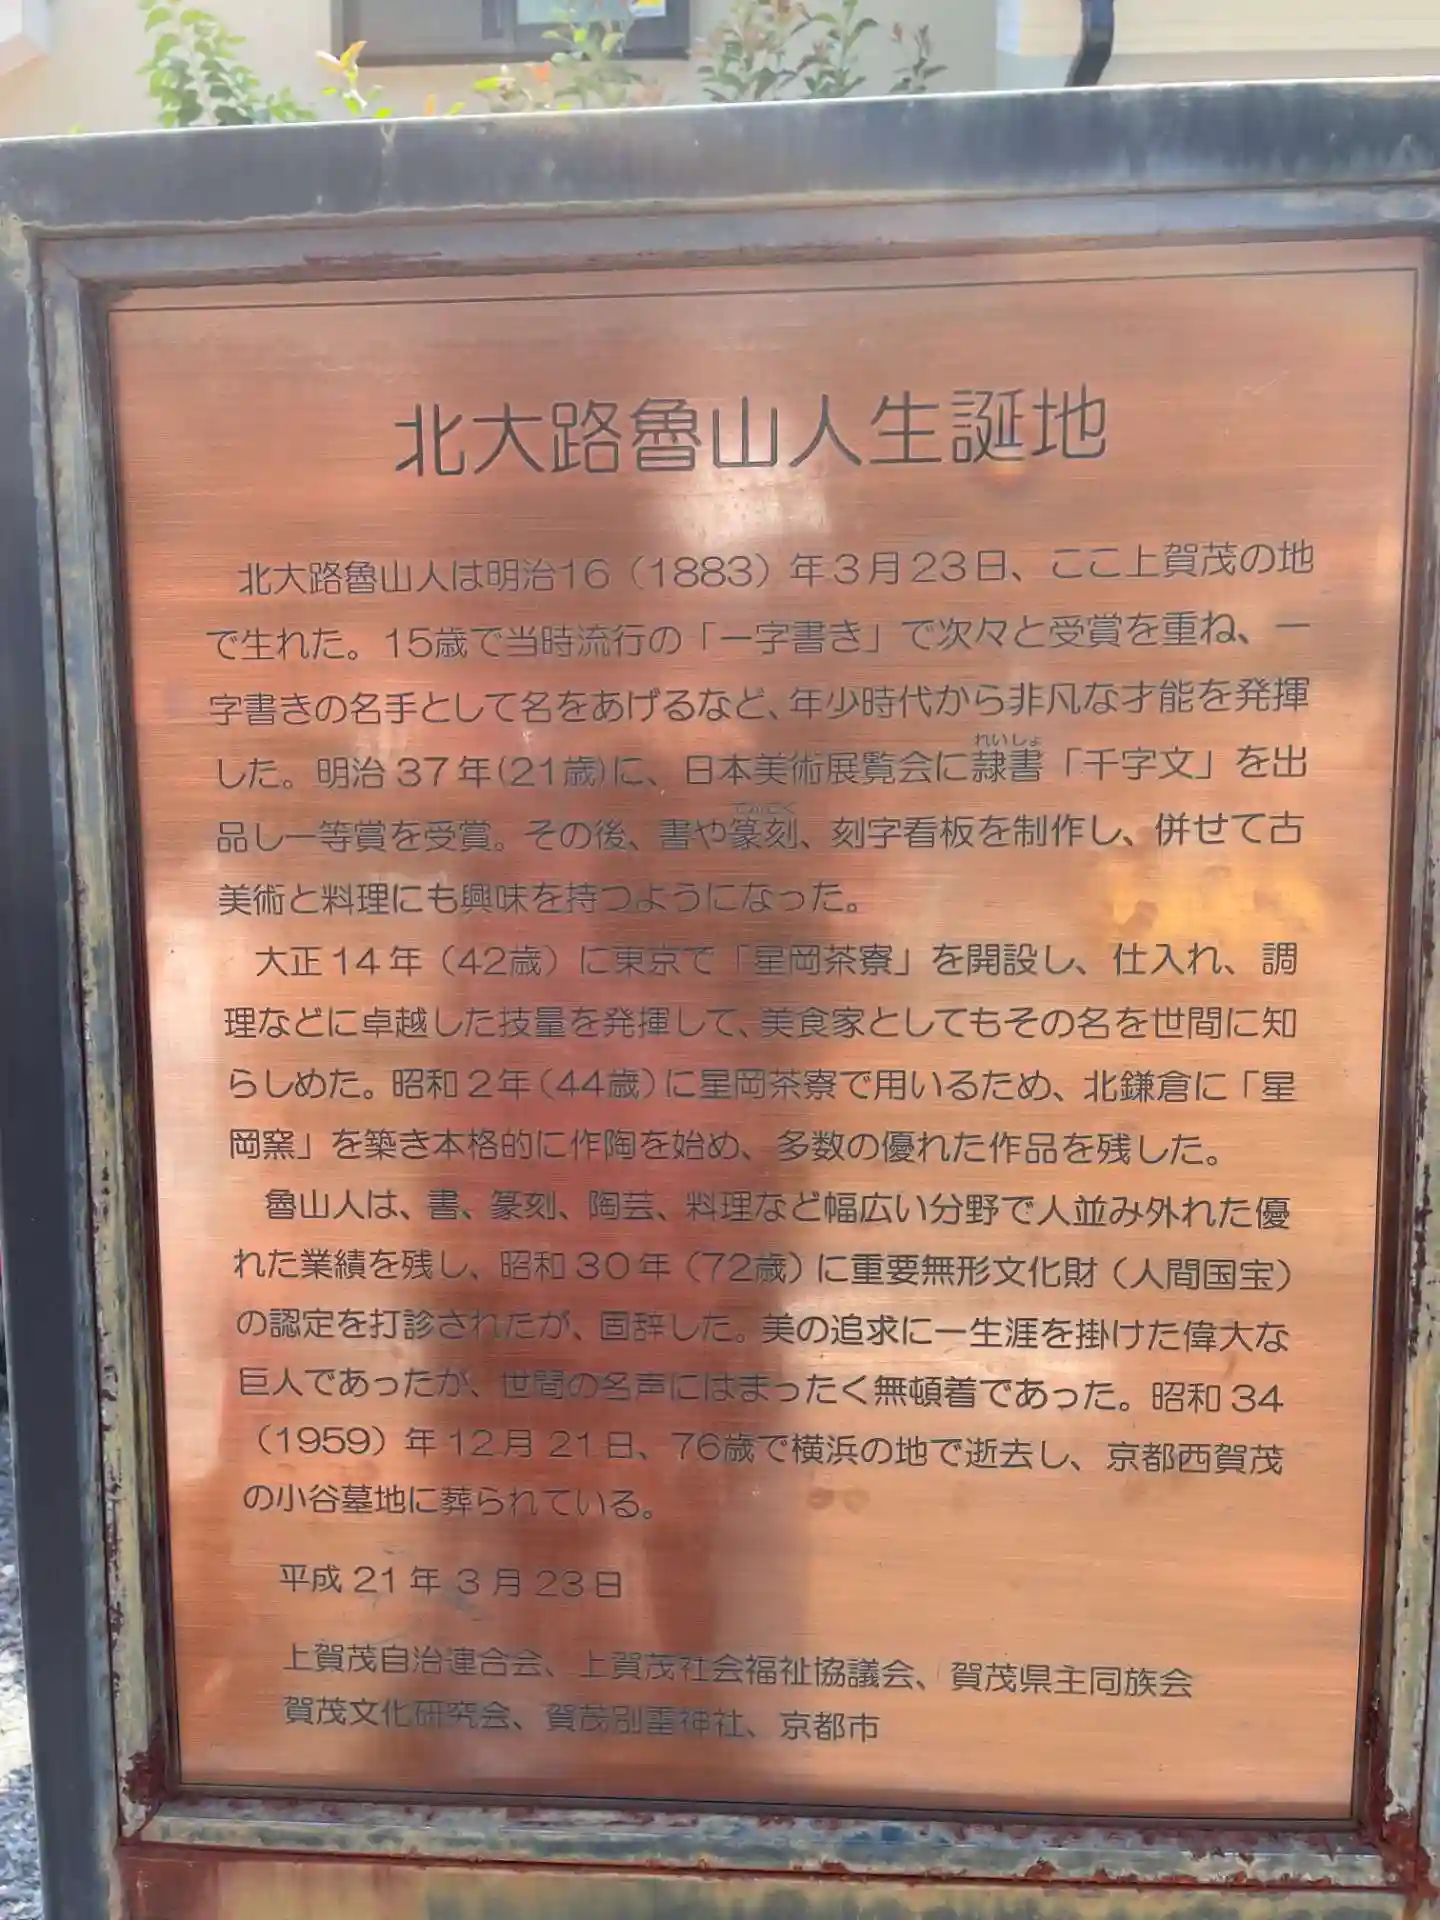 北大路魯山人生誕地
北大路魯山人は明治16（1883）年3月23日、ここ上賀茂の地
で生れた。15歳で当時流行の「一字書き」で次々と受賞を重ね、一
字書きの名手として名をあげるなど、年少時代から非凡な才能を発揮
れいしょ
した。明治37年(21歳)に、日本美術展覧会に隷書「千字文」を出
てんこく
品し一等賞を受賞。その後、書や篆刻、刻字看板を制作し、併せて古
美術と料理にも興味を持つようになった。
大正14年（42歳）に東京で「星岡茶寮」を開設し、仕入れ、調
理などに卓越した技量を発揮して、美食家としてもその名を世間に知
らしめた。昭和2年（44歳）に星岡茶寮で用いるため、北鎌倉に「星
岡窯」を築き本格的に作陶を始め、多数の優れた作品を残した。
魯山人は、書、篆刻、陶芸、料理など幅広い分野で人並み外れた優
れた業績を残し、昭和30年（72歳）に重要無形文化財（人間国宝）
の認定を打診されたが、固辞した。美の追求に一生涯を掛けた偉大な
巨人であったが、世間の名声にはまったく無頓着であった。昭和34
（1959）年12月21日、76歳で横浜の地で逝去し、京都西賀茂
の小谷墓地に葬られている。
平成21年3月23日
上賀茂自治連合会、上賀茂社会福祉協議会、賀茂県主同族会
賀茂文化研究会、賀茂別雷神社、京都市